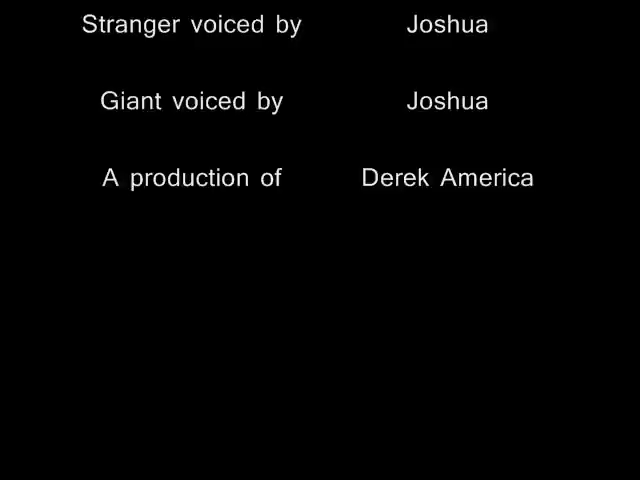 Stranger voiced by Joshua
Giant voiced by Joshua
A production of Derek America